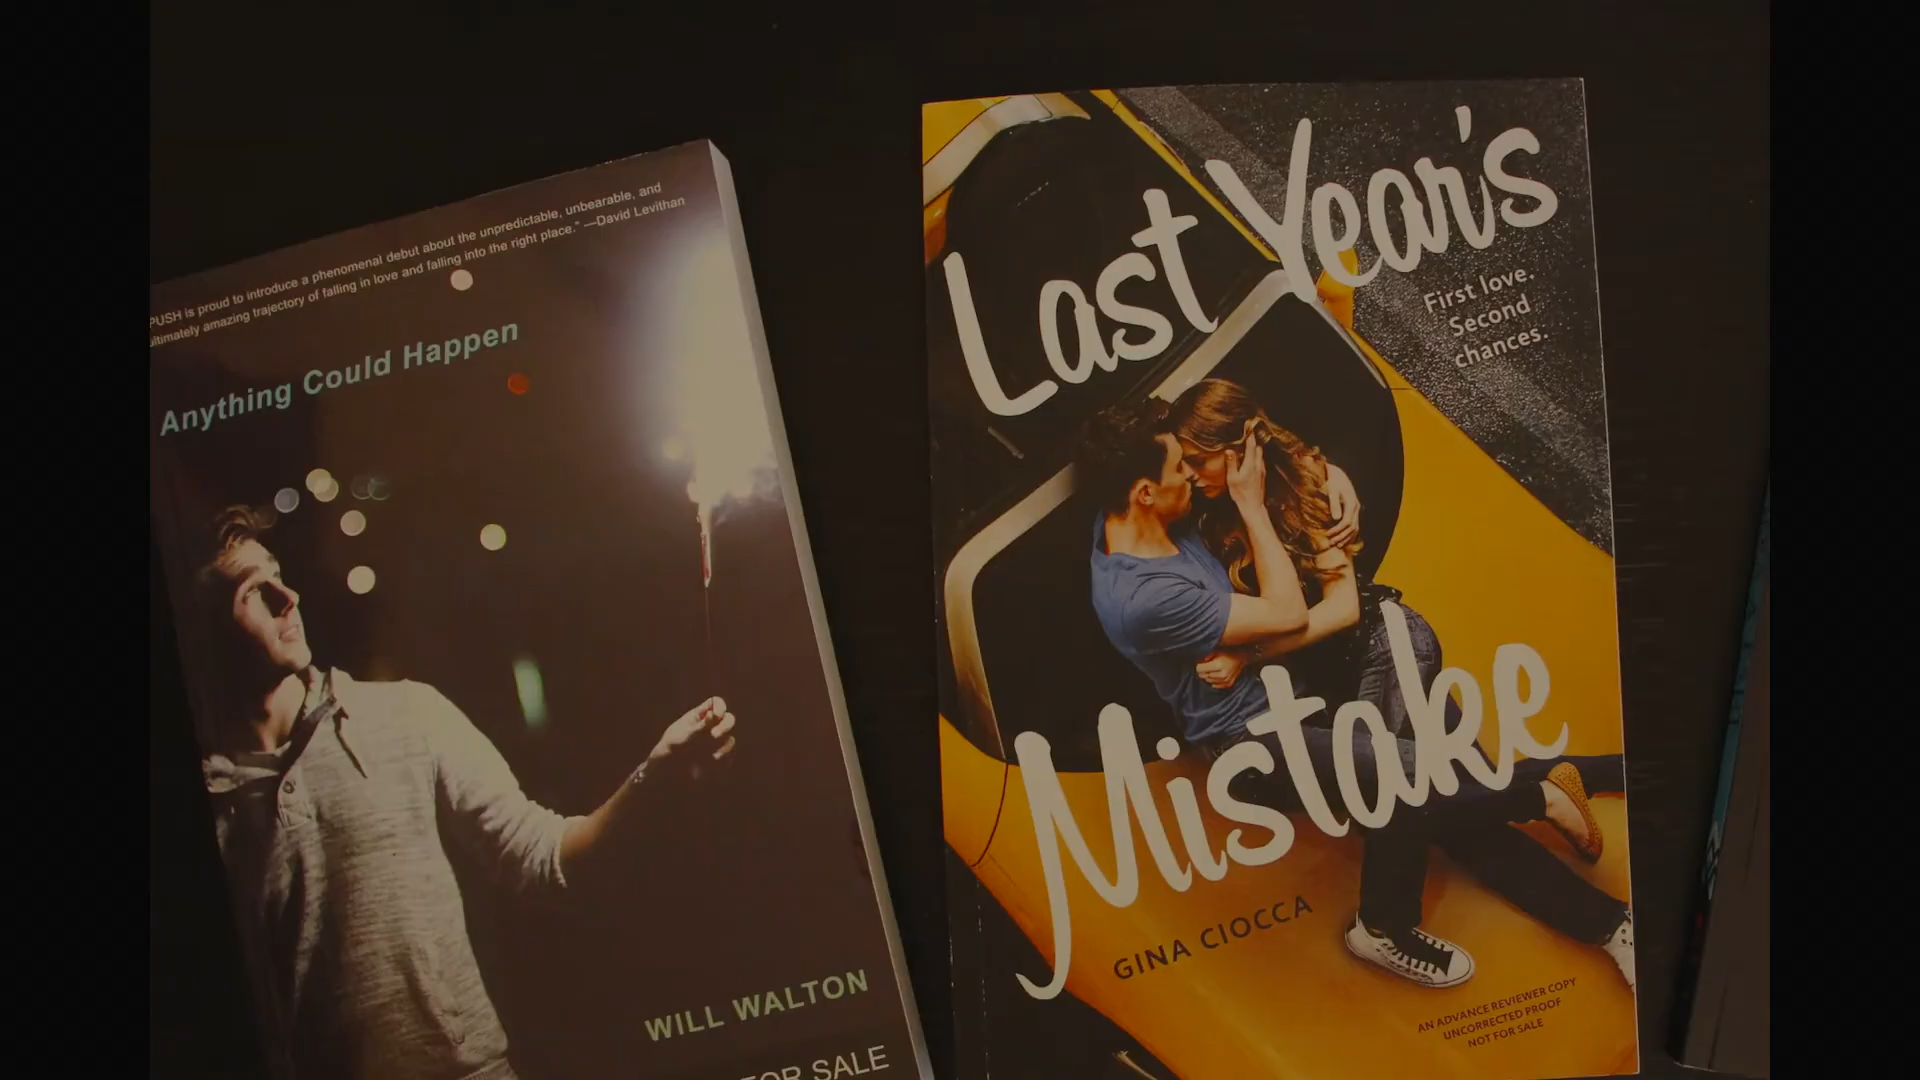 PUSH is proud to introduce a phenomenal debut about the unpredictable, unbearable, and
ultimately amazing trajectory of falling in love and falling into the right place." —David Levithan
Anything Could Happen
WILL WALTON
FOR SALE
Last Year's
First love.
Second
chances.
Mistake
GINA CIOCCA
AN ADVANCE REVIEWER COPY
UNCORRECTED PROOF
NOT FOR SALE